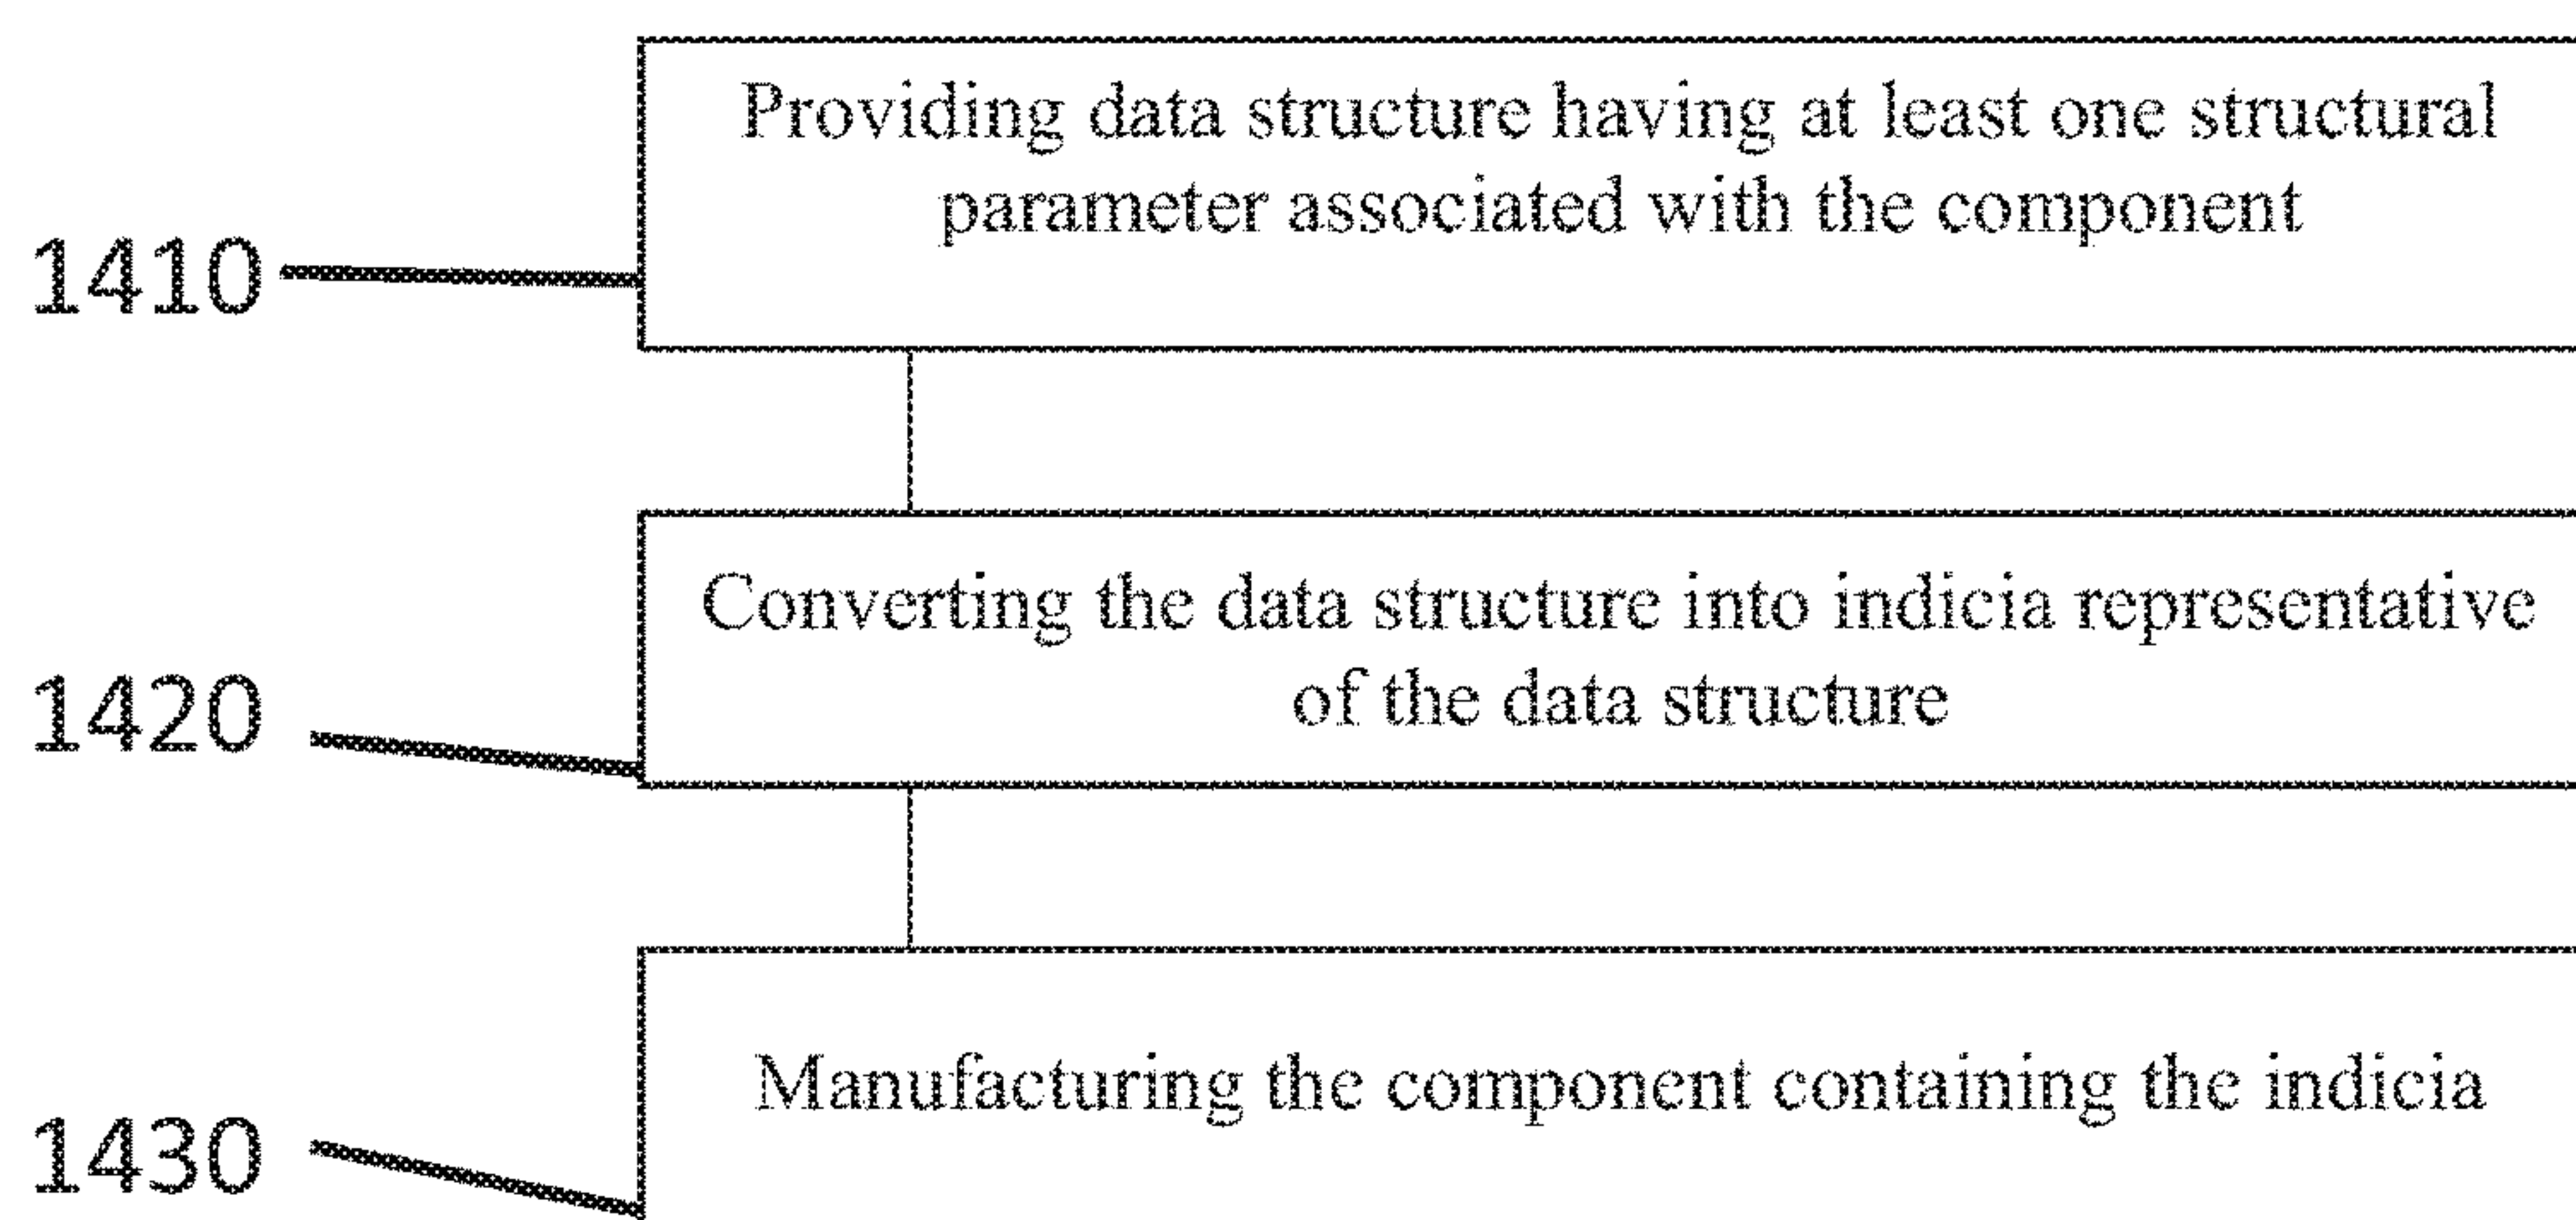 Providing data structure having at least one structural
parameter associated with the component
1410
Converting the data structure into indicia representative
of the data structure
1420
Manufacturing the component containing the indicia
1430